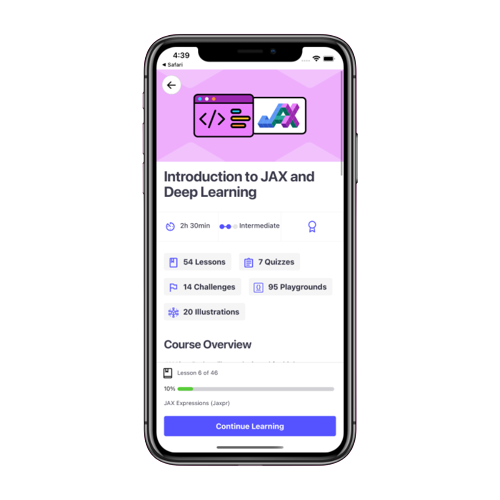 4:39
Safari
JAX
Introduction to JAX and
Deep Learning
2h 30min
Intermediate
54 Lessons
7 Quizzes
14 Challenges
95 Playgrounds
20 Illustrations
Course Overview
Lesson 6 of 46
10%
JAX Expressions (Jaxpr)
Continue Learning